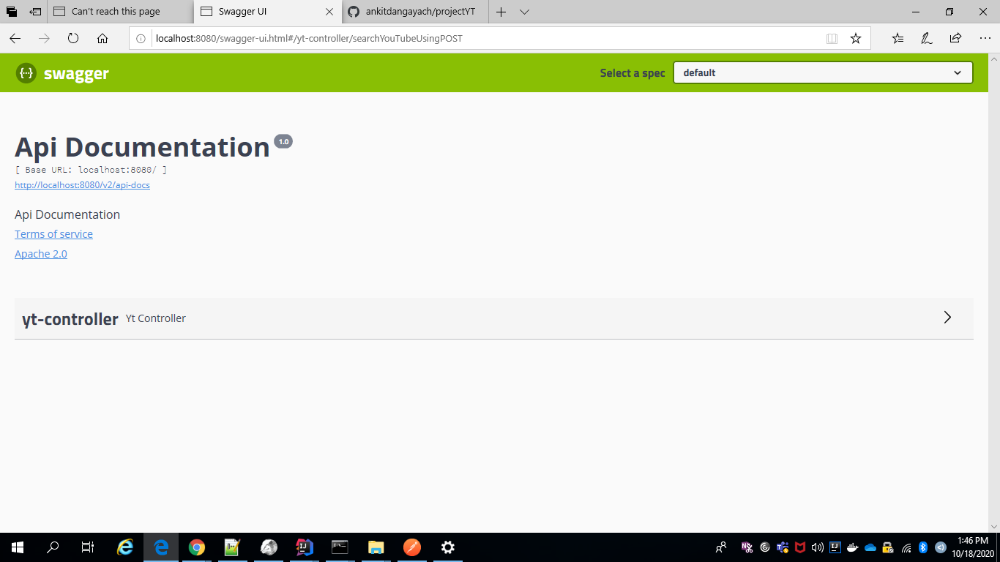 Can't reach this page
Swagger UI
ankitdangayach/projectYT
localhost:8080/swagger-ui.html#/yt-controller/searchYouTubeUsingPOST
{··} swagger
Select a spec
default
Api Documentation 1.0
[ Base URL: localhost:8080/ ]
http://localhost:8080/v2/api-docs
Api Documentation
Terms of service
Apache 2.0
yt-controller Yt Controller
1:46 PM
10/18/2020